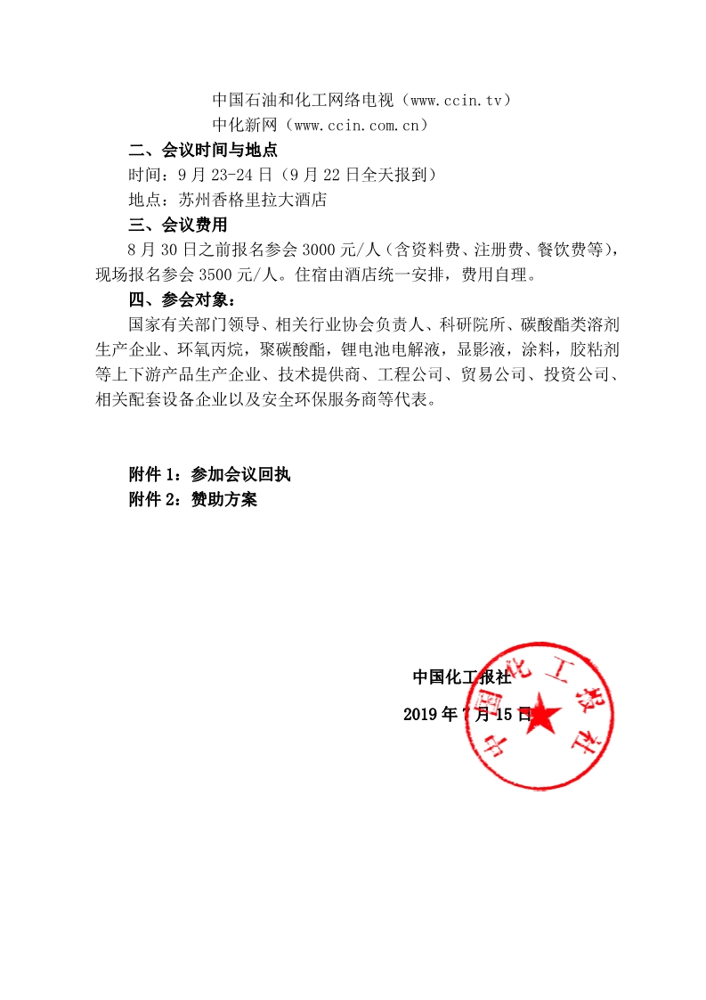 中国石油和化工网络电视（www.ccin.tv）
中化新网（www.ccin.com.cn）
二、会议时间与地点
时间：9 月 23-24 日（9 月 22 日全天报到）
地点：苏州香格里拉大酒店
三、会议费用
8 月 30 日之前报名参会 3000 元/人（含资料费、注册费、餐饮费等），
现场报名参会 3500 元/人。住宿由酒店统一安排，费用自理。
四、参会对象：
国家有关部门领导、相关行业协会负责人、科研院所、碳酸酯类溶剂
生产企业、环氧丙烷，聚碳酸酯，锂电池电解液，显影液，涂料，胶粘剂
等上下游产品生产企业、技术提供商、工程公司、贸易公司、投资公司、
相关配套设备企业以及安全环保服务商等代表。
附件 1：参加会议回执
附件 2：赞助方案
中国化工报社
2019 年 7 月 15 日
中国化工报社